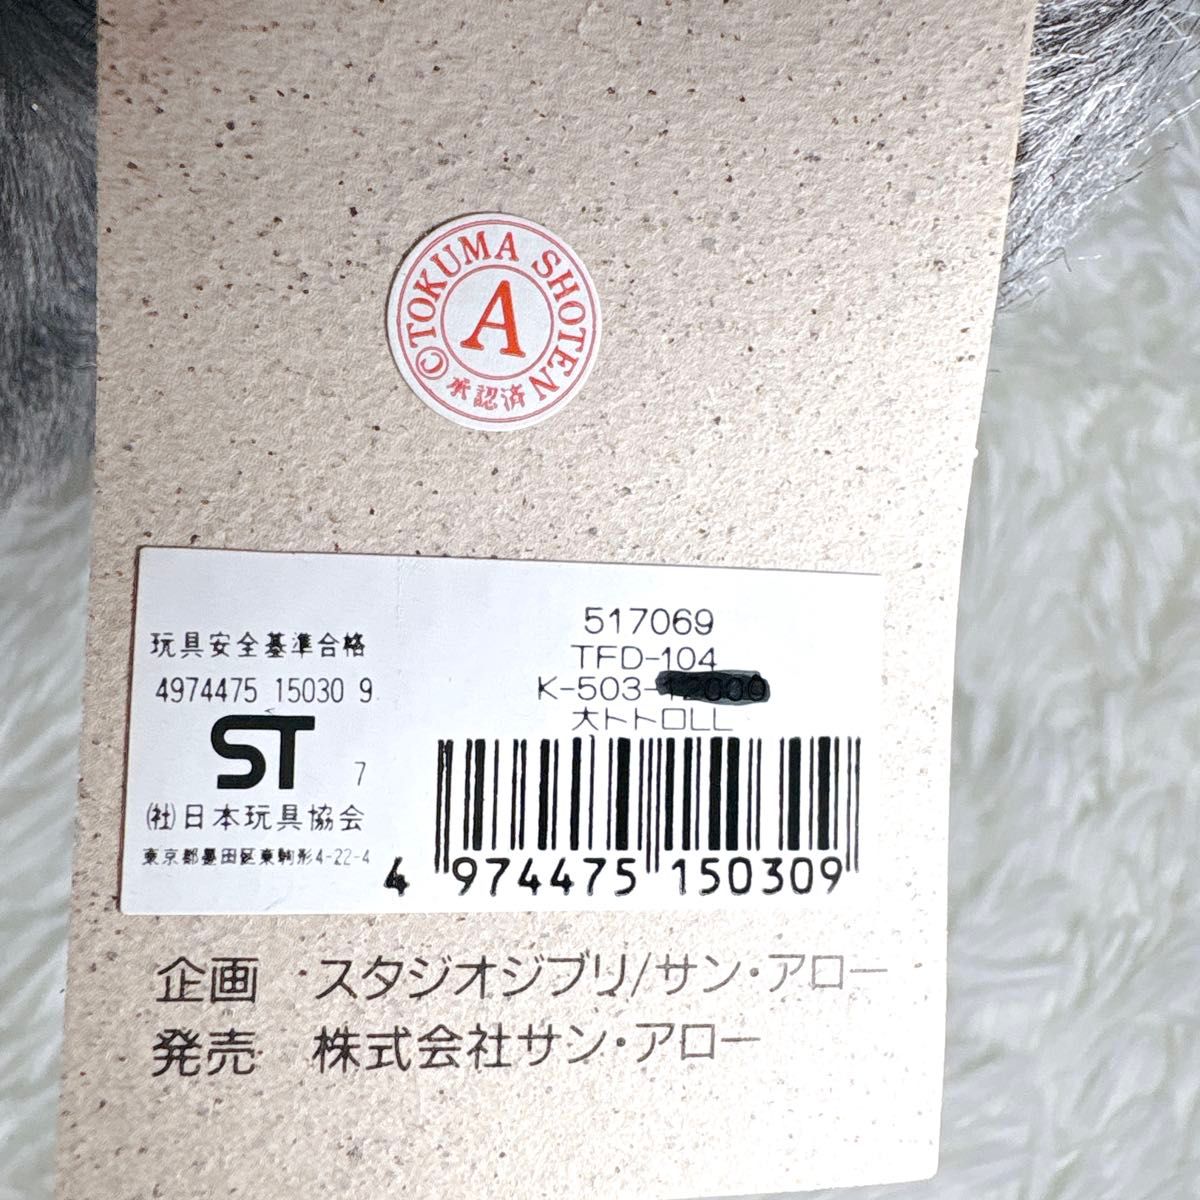 © TOKUMA SHOTEN
A
承認済
玩具安全基準合格
4974475 15030 9
ST 7
(社)日本玩具協会
東京都墨田区東駒形4-22-4
517069
TFD-104
K-503-12000
大トトロLL
4 974475 150309
企画 スタジオジブリ/サン・アロー
発売 株式会社サン・アロー